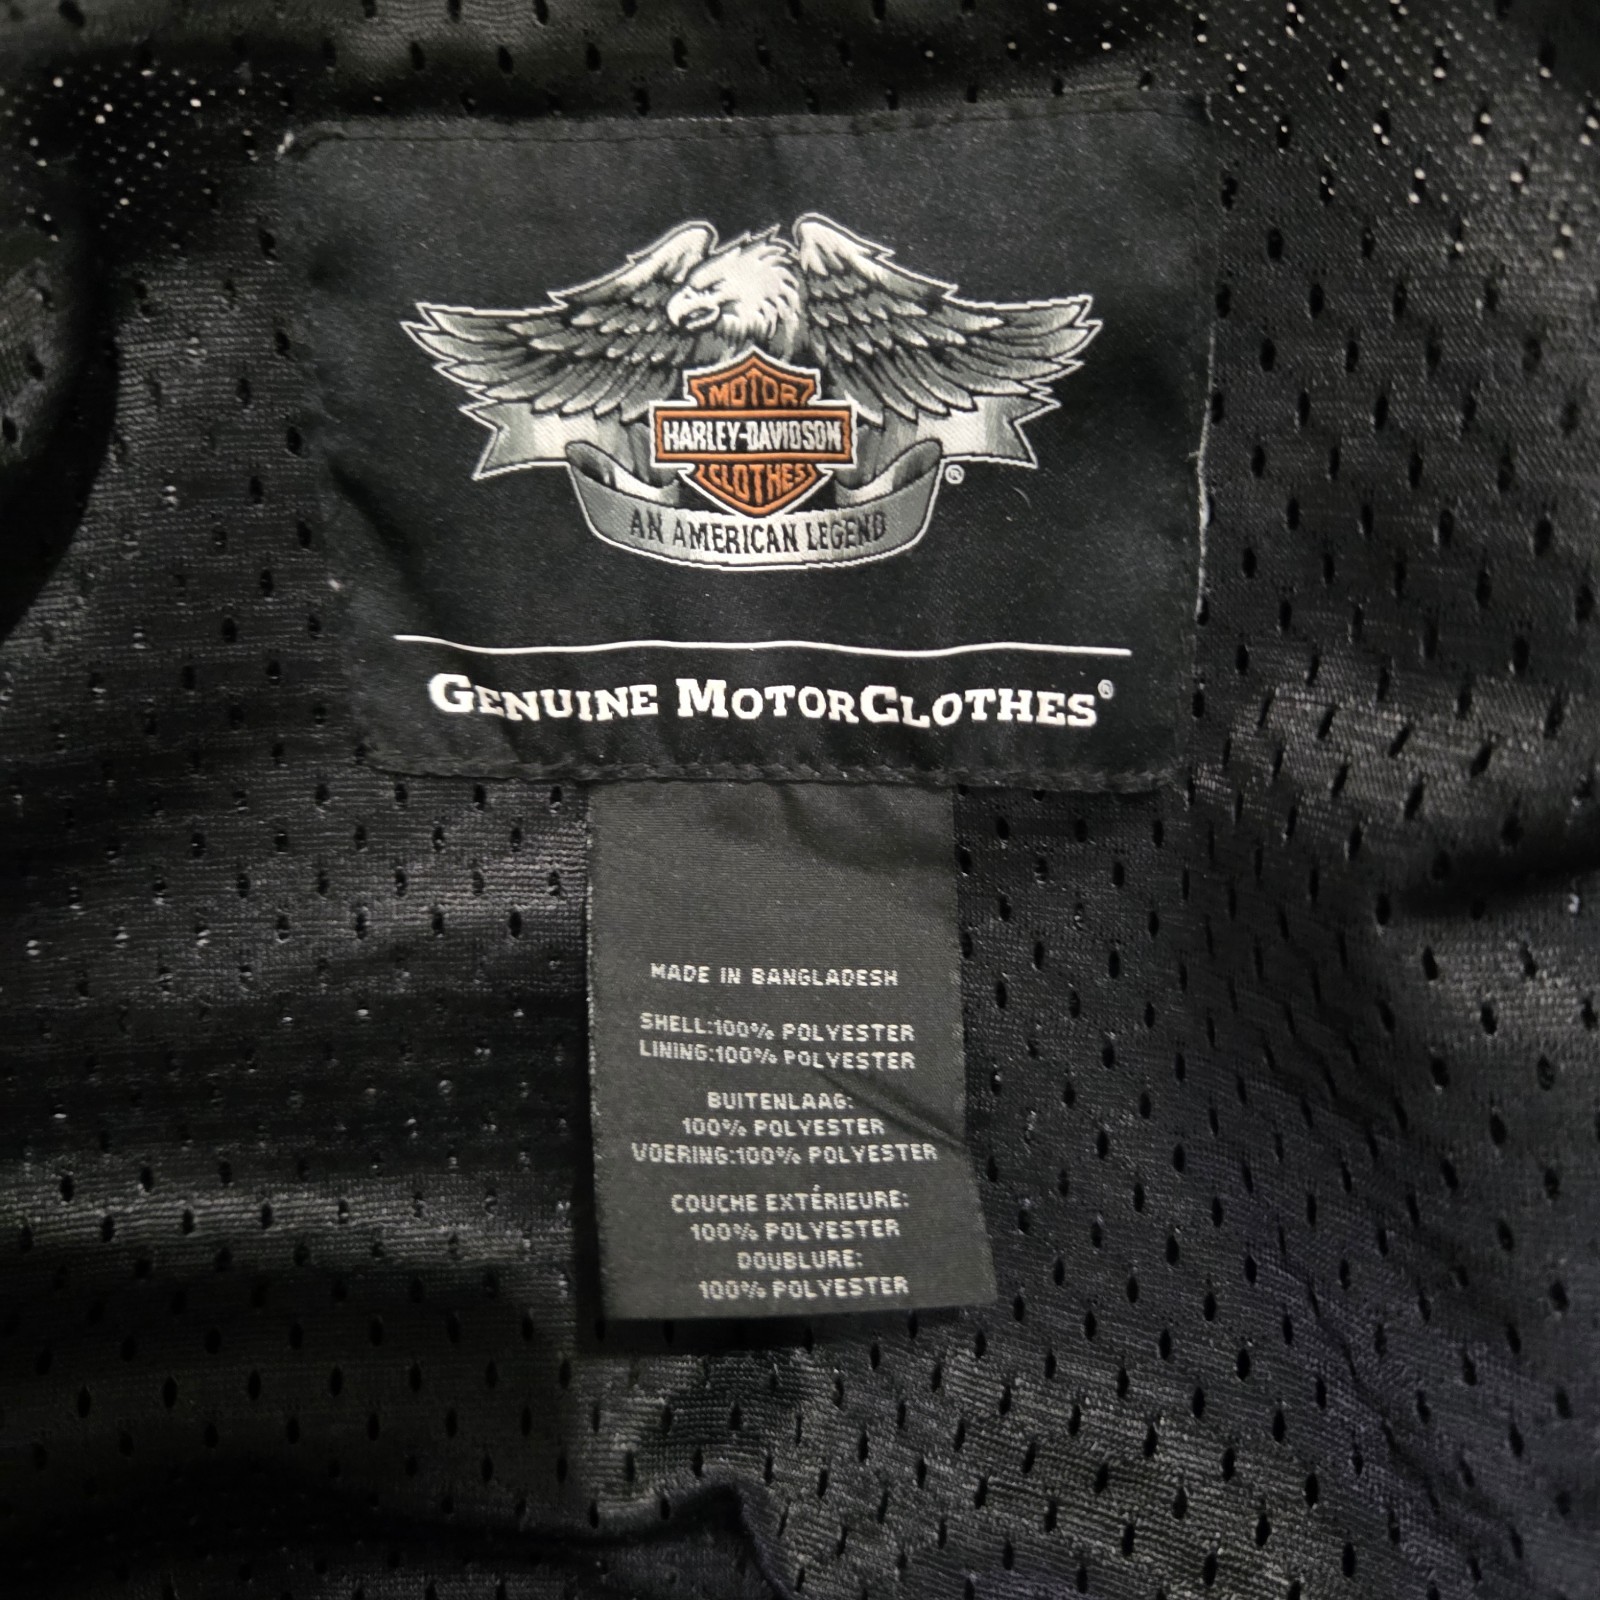 MOTOR
HARLEY-DAVIDSON
CLOTHES
®
AN AMERICAN LEGEND
GENUINE MOTORCLOTHES®
MADE IN BANGLADESH
SHELL:100% POLYESTER
LINING:100% POLYESTER
BUITENLAAG:
100% POLYESTER
VOERING:100% POLYESTER
COUCHE EXTÉRIEURE:
100% POLYESTER
DOUBLURE:
100% POLYESTER